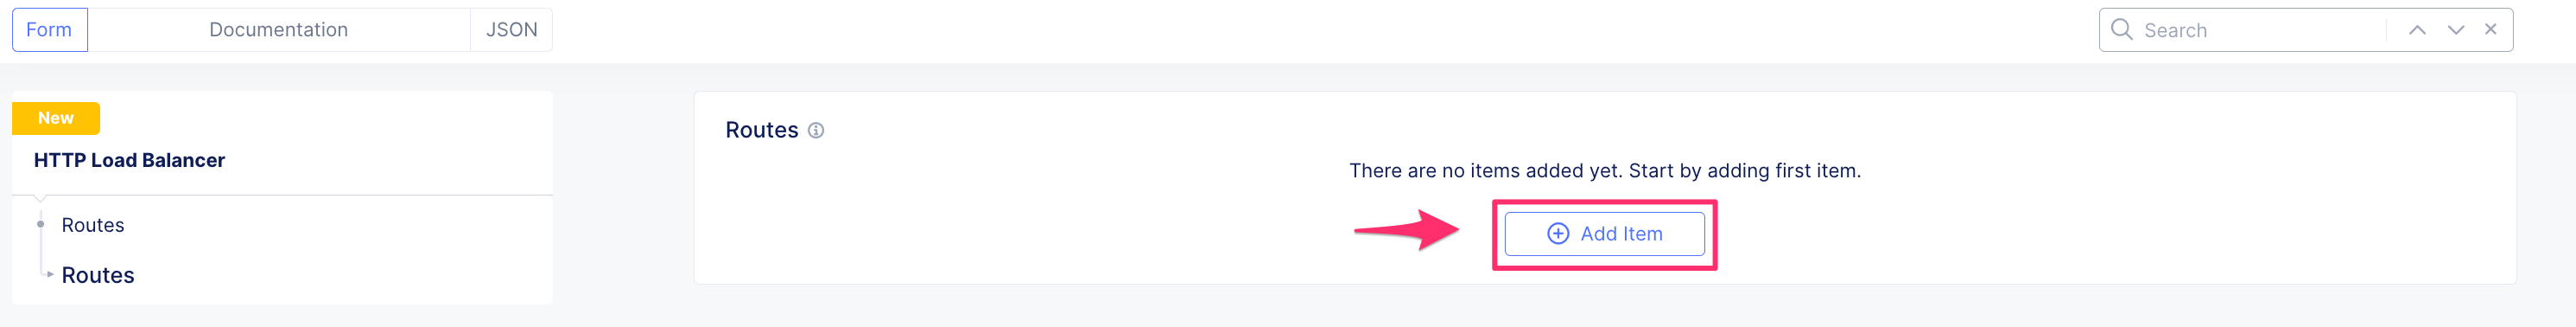 Form
Documentation
JSON
Search
New
HTTP Load Balancer
Routes
Routes
Routes
There are no items added yet. Start by adding first item.
Add Item